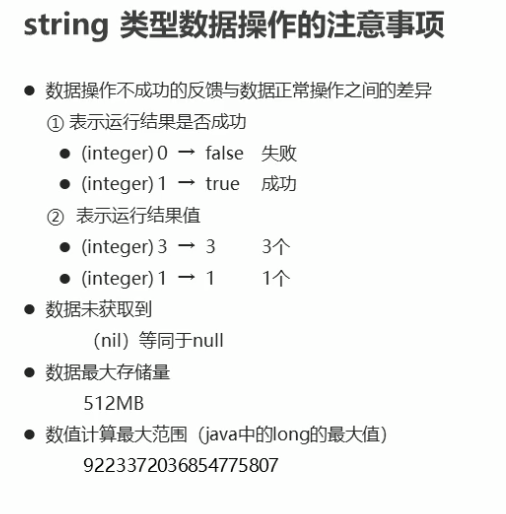 string 类型数据操作的注意事项
● 数据操作不成功的反馈与数据正常操作之间的差异
① 表示运行结果是否成功
● (integer) 0 → false 失败
● (integer) 1 → true 成功
② 表示运行结果值
● (integer) 3 → 3 3个
● (integer) 1 → 1 1个
● 数据未获取到
（nil）等同于null
● 数据最大存储量
512MB
● 数值计算最大范围（java中的long的最大值）
9223372036854775807